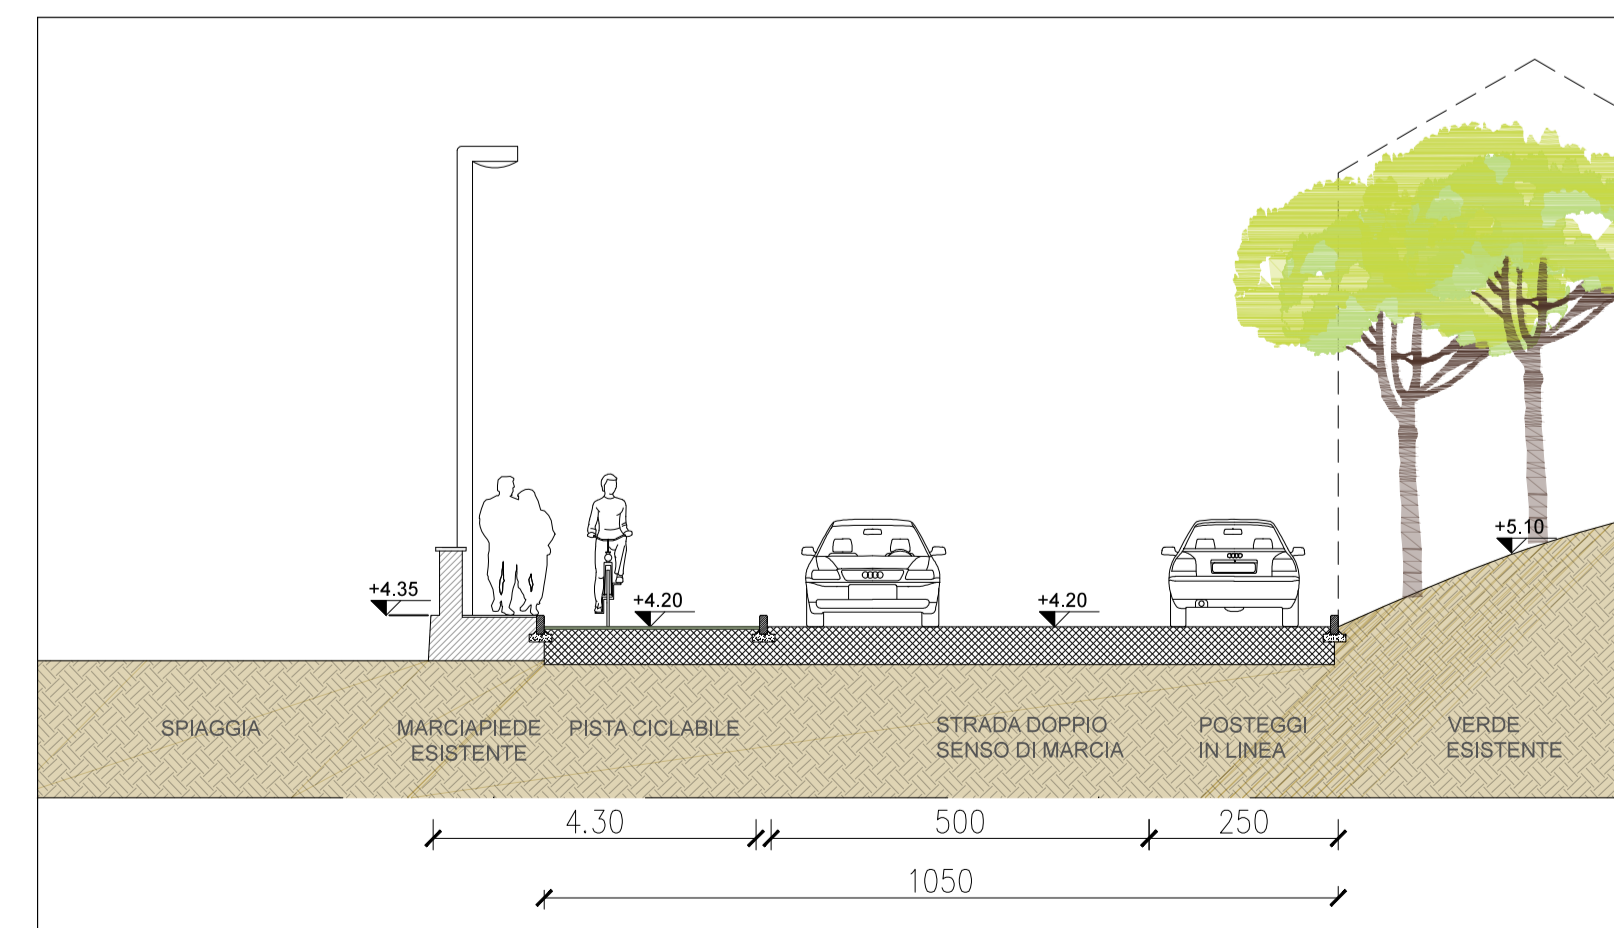 +5.10
+4.35
+4.20
+4.20
SPIAGGIA
MARCIAPIEDE
ESISTENTE
PISTA CICLABILE
STRADA DOPPIO
SENSO DI MARCIA
POSTEGGI
IN LINEA
VERDE
ESISTENTE
4.30
500
250
1050